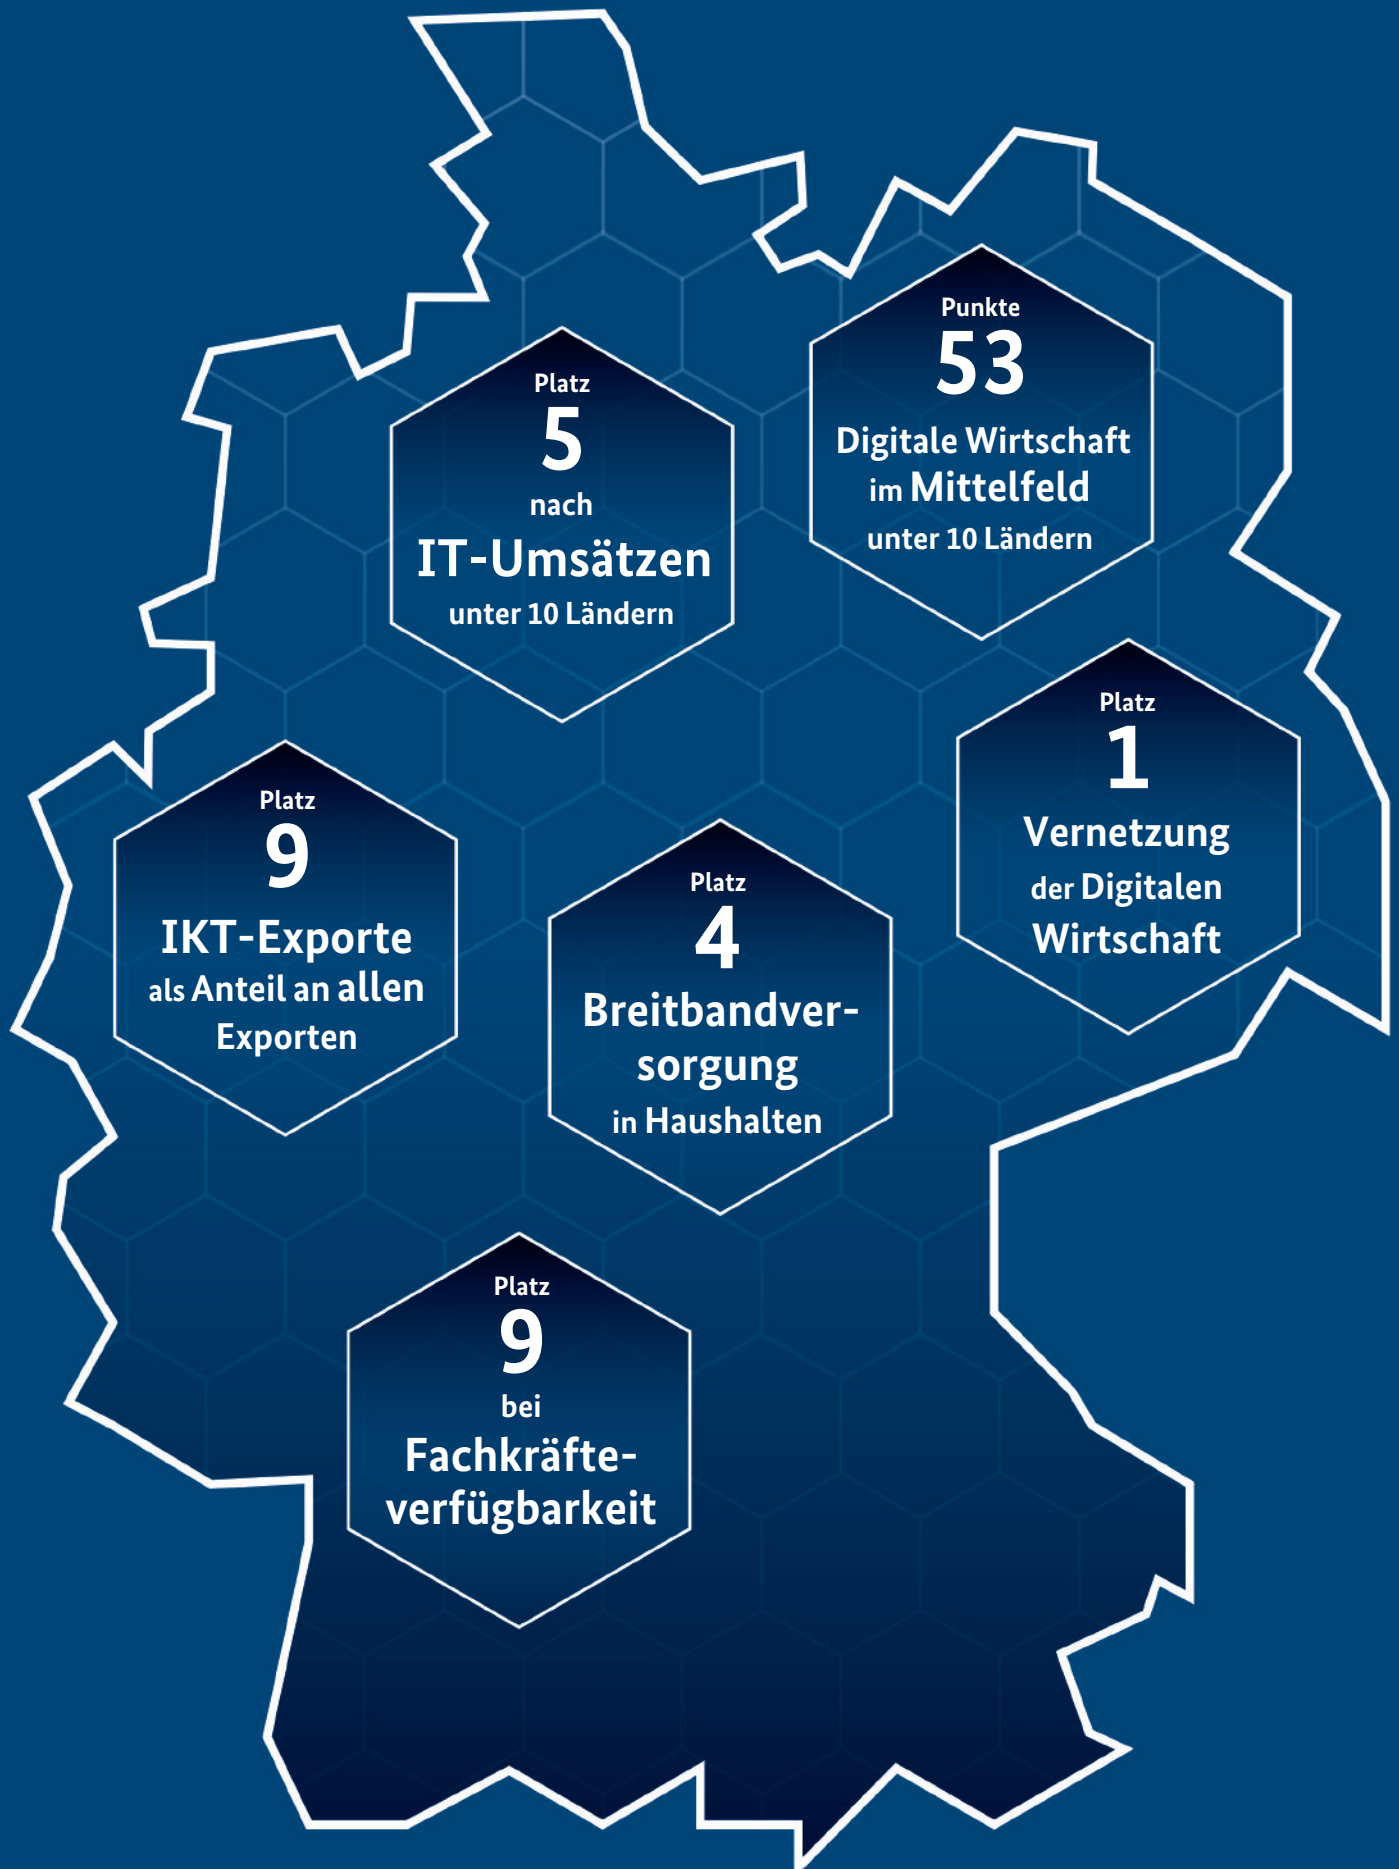 Punkte
53
Digitale Wirtschaft
im Mittelfeld
unter 10 Ländern
Platz
5
nach
IT-Umsätzen
unter 10 Ländern
Platz
1
Vernetzung
der Digitalen
Wirtschaft
Platz
9
IKT-Exporte
als Anteil an allen
Exporten
Platz
4
Breitbandver-
sorgung
in Haushalten
Platz
9
bei
Fachkräfte-
verfügbarkeit